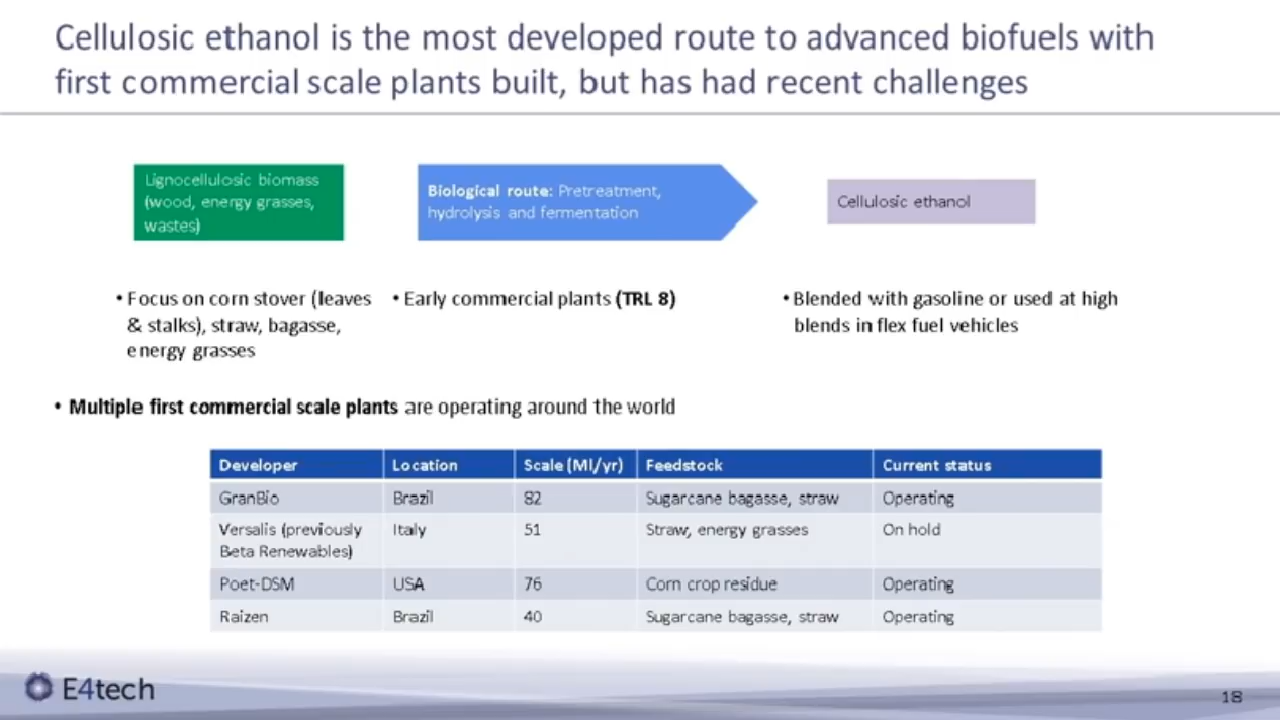 Cellulosic ethanol is the most developed route to advanced biofuels with
first commercial scale plants built, but has had recent challenges
Lignocellulosic biomass
(wood, energy grasses,
wastes)
Biological route: Pretreatment,
hydrolysis and fermentation
Cellulosic ethanol
• Focus on corn stover (leaves
& stalks), straw, bagasse,
energy grasses
• Early commercial plants (TRL 8)
• Blended with gasoline or used at high
blends in flex fuel vehicles
• Multiple first commercial scale plants are operating around the world
Developer Location Scale (Ml/yr) Feedstock Current status
GranBio Brazil 82 Sugarcane bagasse, straw Operating
Versalis (previously Italy 51 Straw, energy grasses On hold
Beta Renewables)
Poet-DSM USA 76 Corn crop residue Operating
Raizen Brazil 40 Sugarcane bagasse, straw Operating
E4tech
18